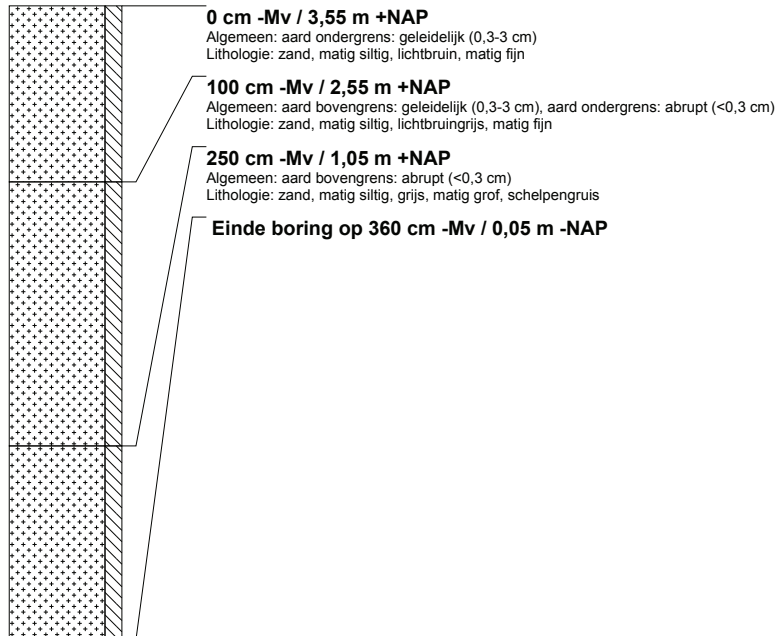 0 cm -Mv / 3,55 m +NAP
Algemeen: aard ondergrens: geleidelijk (0,3-3 cm)
Lithologie: zand, matig siltig, lichtbruin, matig fijn
100 cm -Mv / 2,55 m +NAP
Algemeen: aard bovengrens: geleidelijk (0,3-3 cm), aard ondergrens: abrupt (<0,3 cm)
Lithologie: zand, matig siltig, lichtbruingrijs, matig fijn
250 cm -Mv / 1,05 m +NAP
Algemeen: aard bovengrens: abrupt (<0,3 cm)
Lithologie: zand, matig siltig, grijs, matig grof, schelpengruis
Einde boring op 360 cm -Mv / 0,05 m -NAP